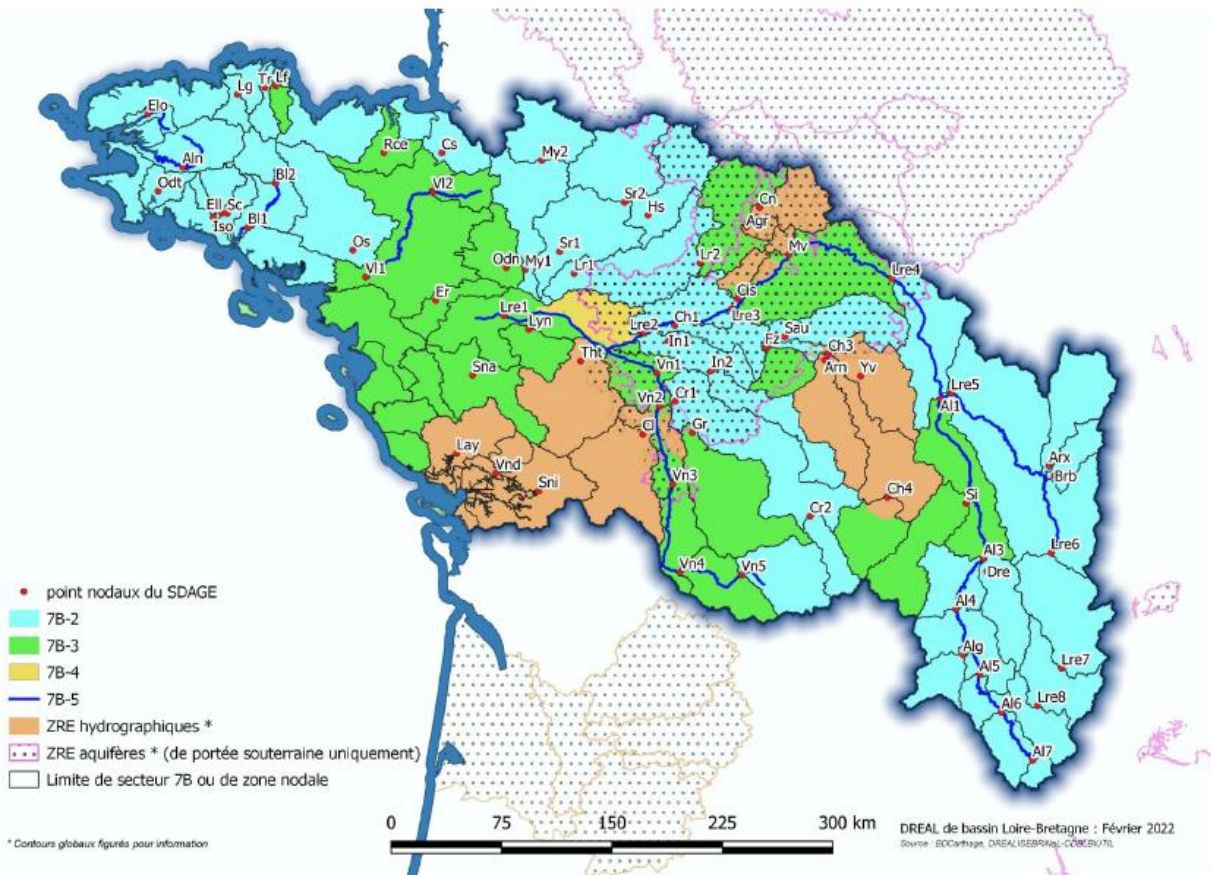 Lg Tr Lf
Elo
Rce Cs
Aln My2
Odt Bl2 Vl2
Sr2
Ell Sc Hs Cn
Iso Bl1 Agr
Os Sr1 Mv
Vl1 Odn My1 Lr1 Lr2
Lre4
Er Lre1 Cls
Lyn Lre2 Ch1 Lre3
In1 Fz Sau
Tht Ch3
Sna Vn1 In2 Arn Yv
Lre5
Vn2 Cr1 Al1
Cl Gr
Lay
Vnd Arx
Sni Vn3 Brb
Ch4 Si
Cr2
Lre6
Vn4 Vn5 Al3
Dre
Al4
Alg
Al5 Lre7
Al6 Lre8
Al7
point nodaux du SDAGE
7B-2
7B-3
7B-4
7B-5
ZRE hydrographiques *
ZRE aquifères * (de portée souterraine uniquement)
Limite de secteur 7B ou de zone nodale
0 75 150 225 300 km
* Contours globaux figurés pour information
DREAL de bassin Loire-Bretagne : Février 2022
Source : BDCarthage,